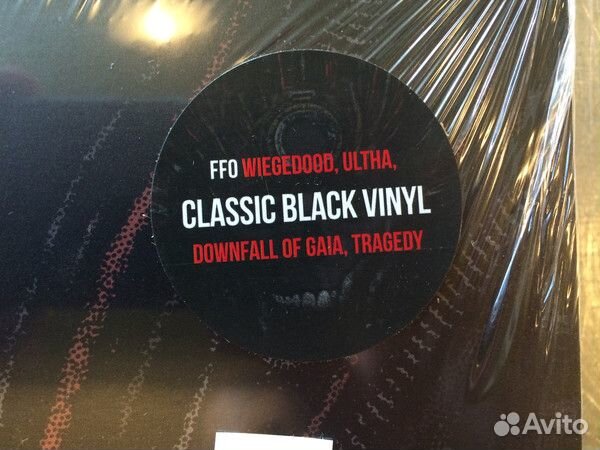 FFO WIEGEDOOD, ULTHA,
CLASSIC BLACK VINYL
DOWNFALL OF GAIA, TRAGEDY
Avito